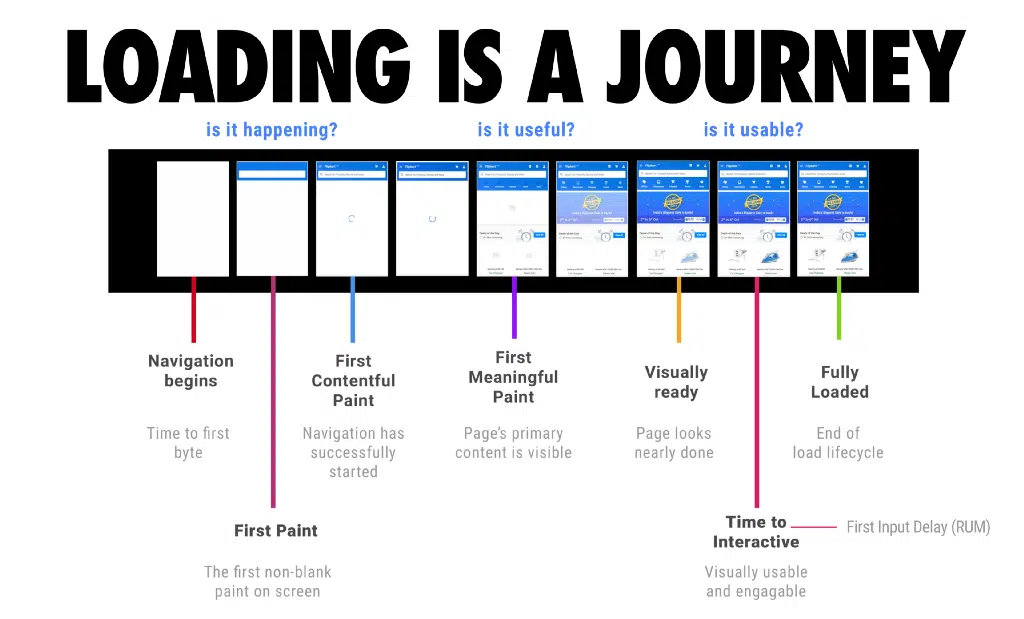 LOADING IS A JOURNEY
is it happening?
is it useful?
is it usable?
Navigation
begins
Time to first
byte
First Paint
The first non-blank
paint on screen
First
Contentful
Paint
Navigation has
successfully
started
First
Meaningful
Paint
Page's primary
content is visible
Visually
ready
Page looks
nearly done
Time to
Interactive
First Input Delay (RUM)
Visually usable
and engagable
Fully
Loaded
End of
load lifecycle